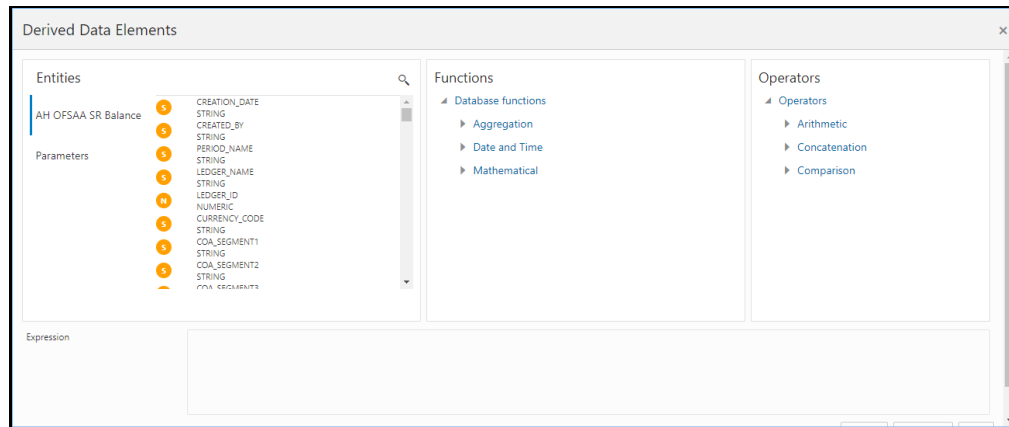 Derived Data Elements
×
Entities
AH OFSAA SR Balance
Parameters
S
CREATION_DATE
STRING
S
CREATED_BY
STRING
S
PERIOD_NAME
STRING
S
LEDGER_NAME
STRING
N
LEDGER_ID
NUMERIC
S
CURRENCY_CODE
STRING
S
COA_SEGMENT1
STRING
S
COA_SEGMENT2
STRING
COA_SEGMENT3
Functions
Database functions
Aggregation
Date and Time
Mathematical
Operators
Operators
Arithmetic
Concatenation
Comparison
Expression